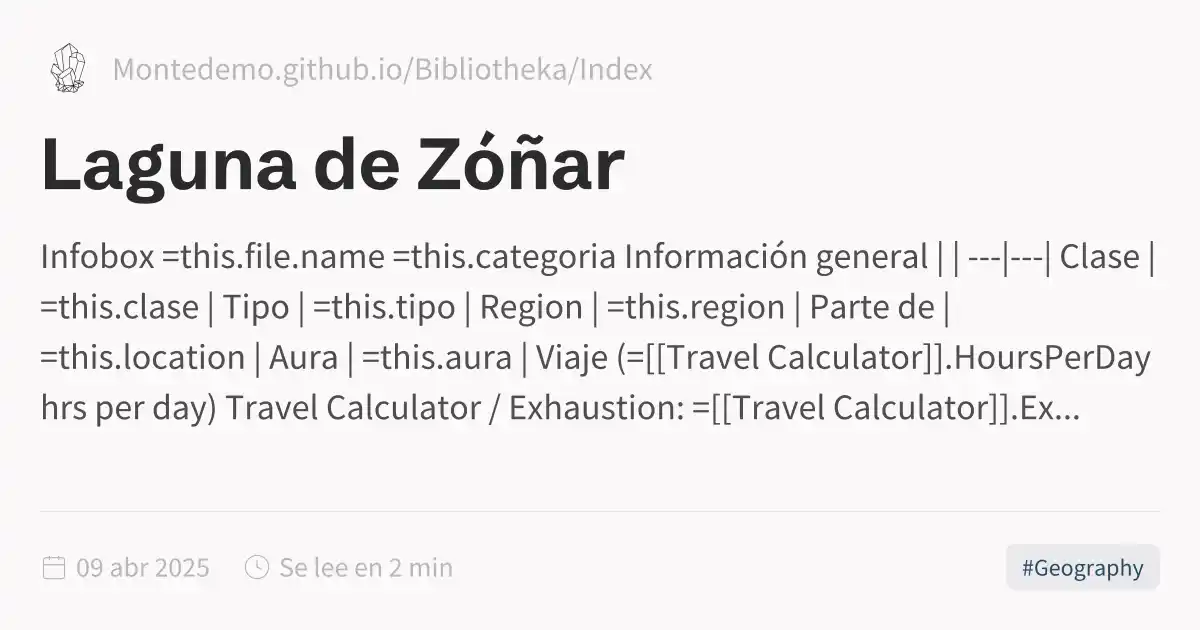 Montedemo.github.io/Bibliotheka/Index
Laguna de Zóñar
Infobox =this.file.name =this.categoria Información general | | ---|---| Clase |
=this.clase | Tipo | =this.tipo | Region | =this.region | Parte de |
=this.location | Aura | =this.aura | Viaje (=[[Travel Calculator]].HoursPerDay
hrs per day) Travel Calculator / Exhaustion: =[[Travel Calculator]].Ex...
09 abr 2025
Se lee en 2 min
#Geography